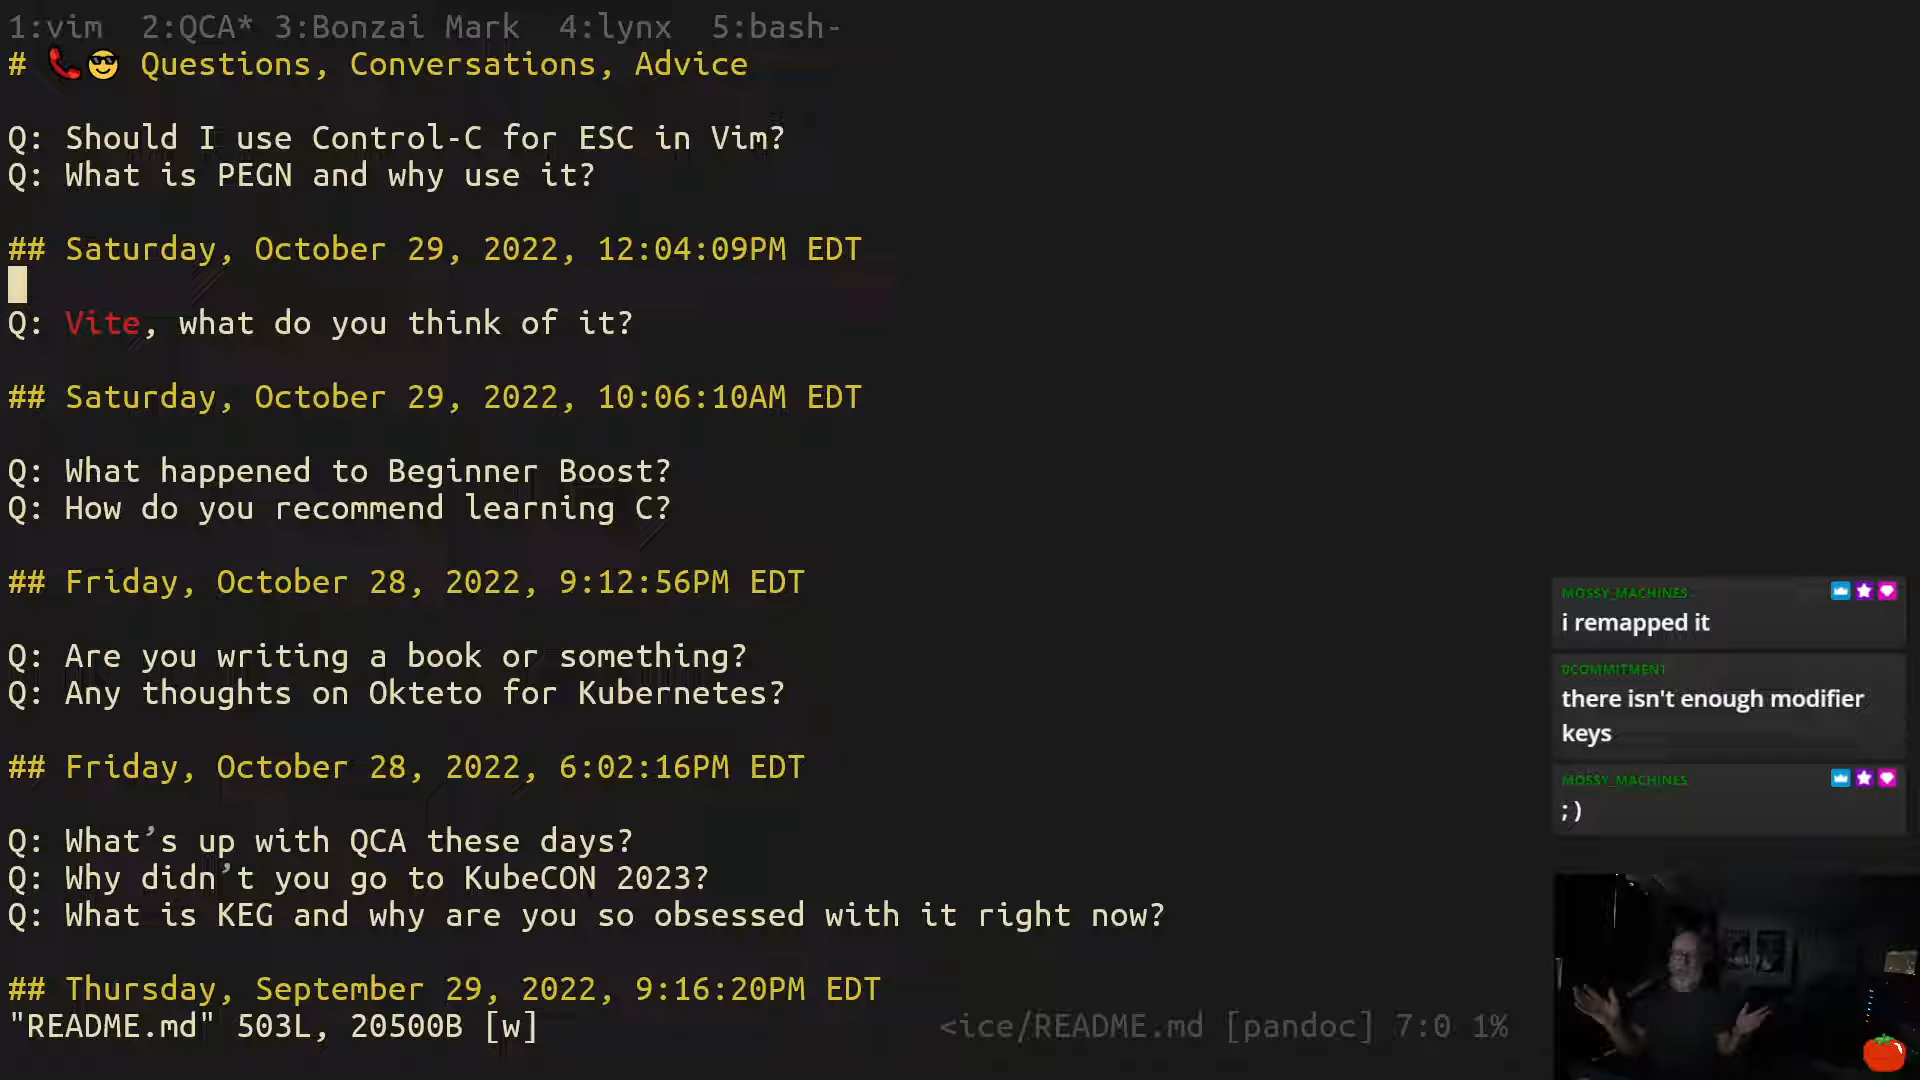 1:vim  2:QCA* 3:Bonzai Mark  4:lynx  5:bash-
# 📞😎 Questions, Conversations, Advice
Q: Should I use Control-C for ESC in Vim?
Q: What is PEGN and why use it?
## Saturday, October 29, 2022, 12:04:09PM EDT
Q: Vite, what do you think of it?
## Saturday, October 29, 2022, 10:06:10AM EDT
Q: What happened to Beginner Boost?
Q: How do you recommend learning C?
## Friday, October 28, 2022, 9:12:56PM EDT
Q: Are you writing a book or something?
Q: Any thoughts on Okteto for Kubernetes?
## Friday, October 28, 2022, 6:02:16PM EDT
Q: What’s up with QCA these days?
Q: Why didn’t you go to KubeCON 2023?
Q: What is KEG and why are you so obsessed with it right now?
## Thursday, September 29, 2022, 9:16:20PM EDT
"README.md" 503L, 20500B [w] <ice/README.md [pandoc] 7:0 1%
MOSSY_MACHINES
i remapped it
0COMMITMENT
there isn't enough modifier
keys
MOSSY_MACHINES
;)